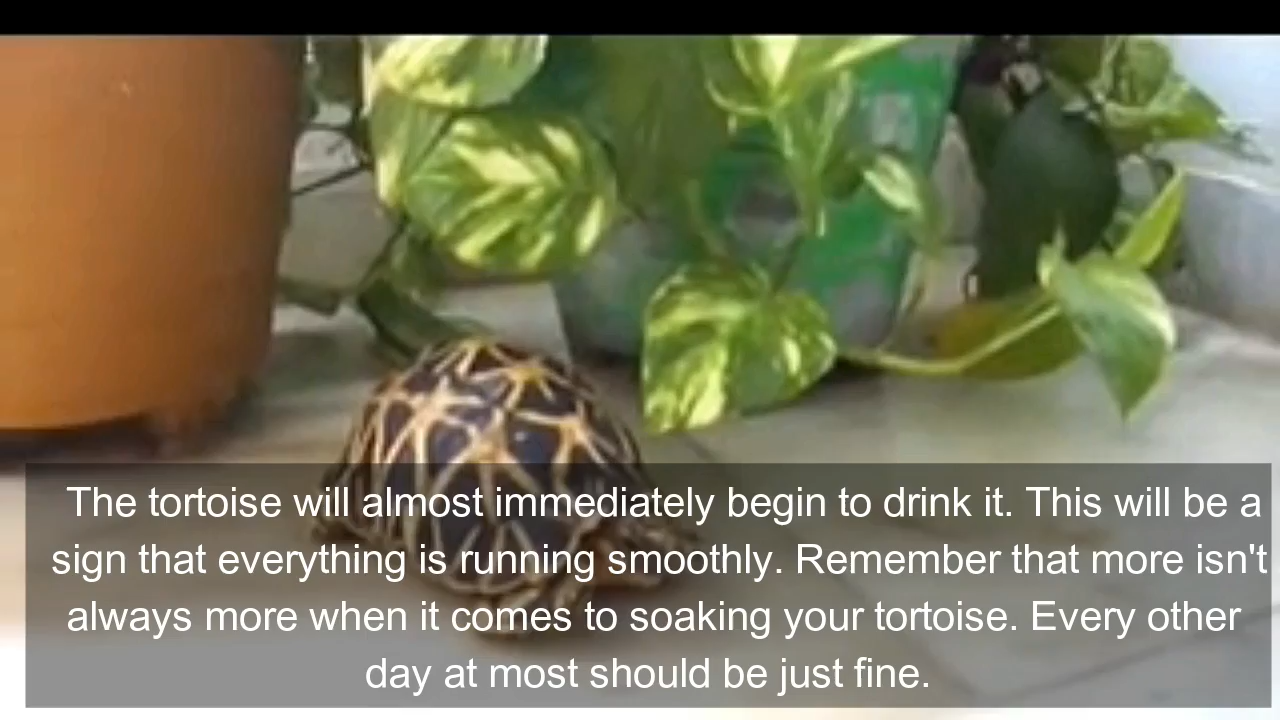 The tortoise will almost immediately begin to drink it. This will be a
sign that everything is running smoothly. Remember that more isn't
always more when it comes to soaking your tortoise. Every other
day at most should be just fine.